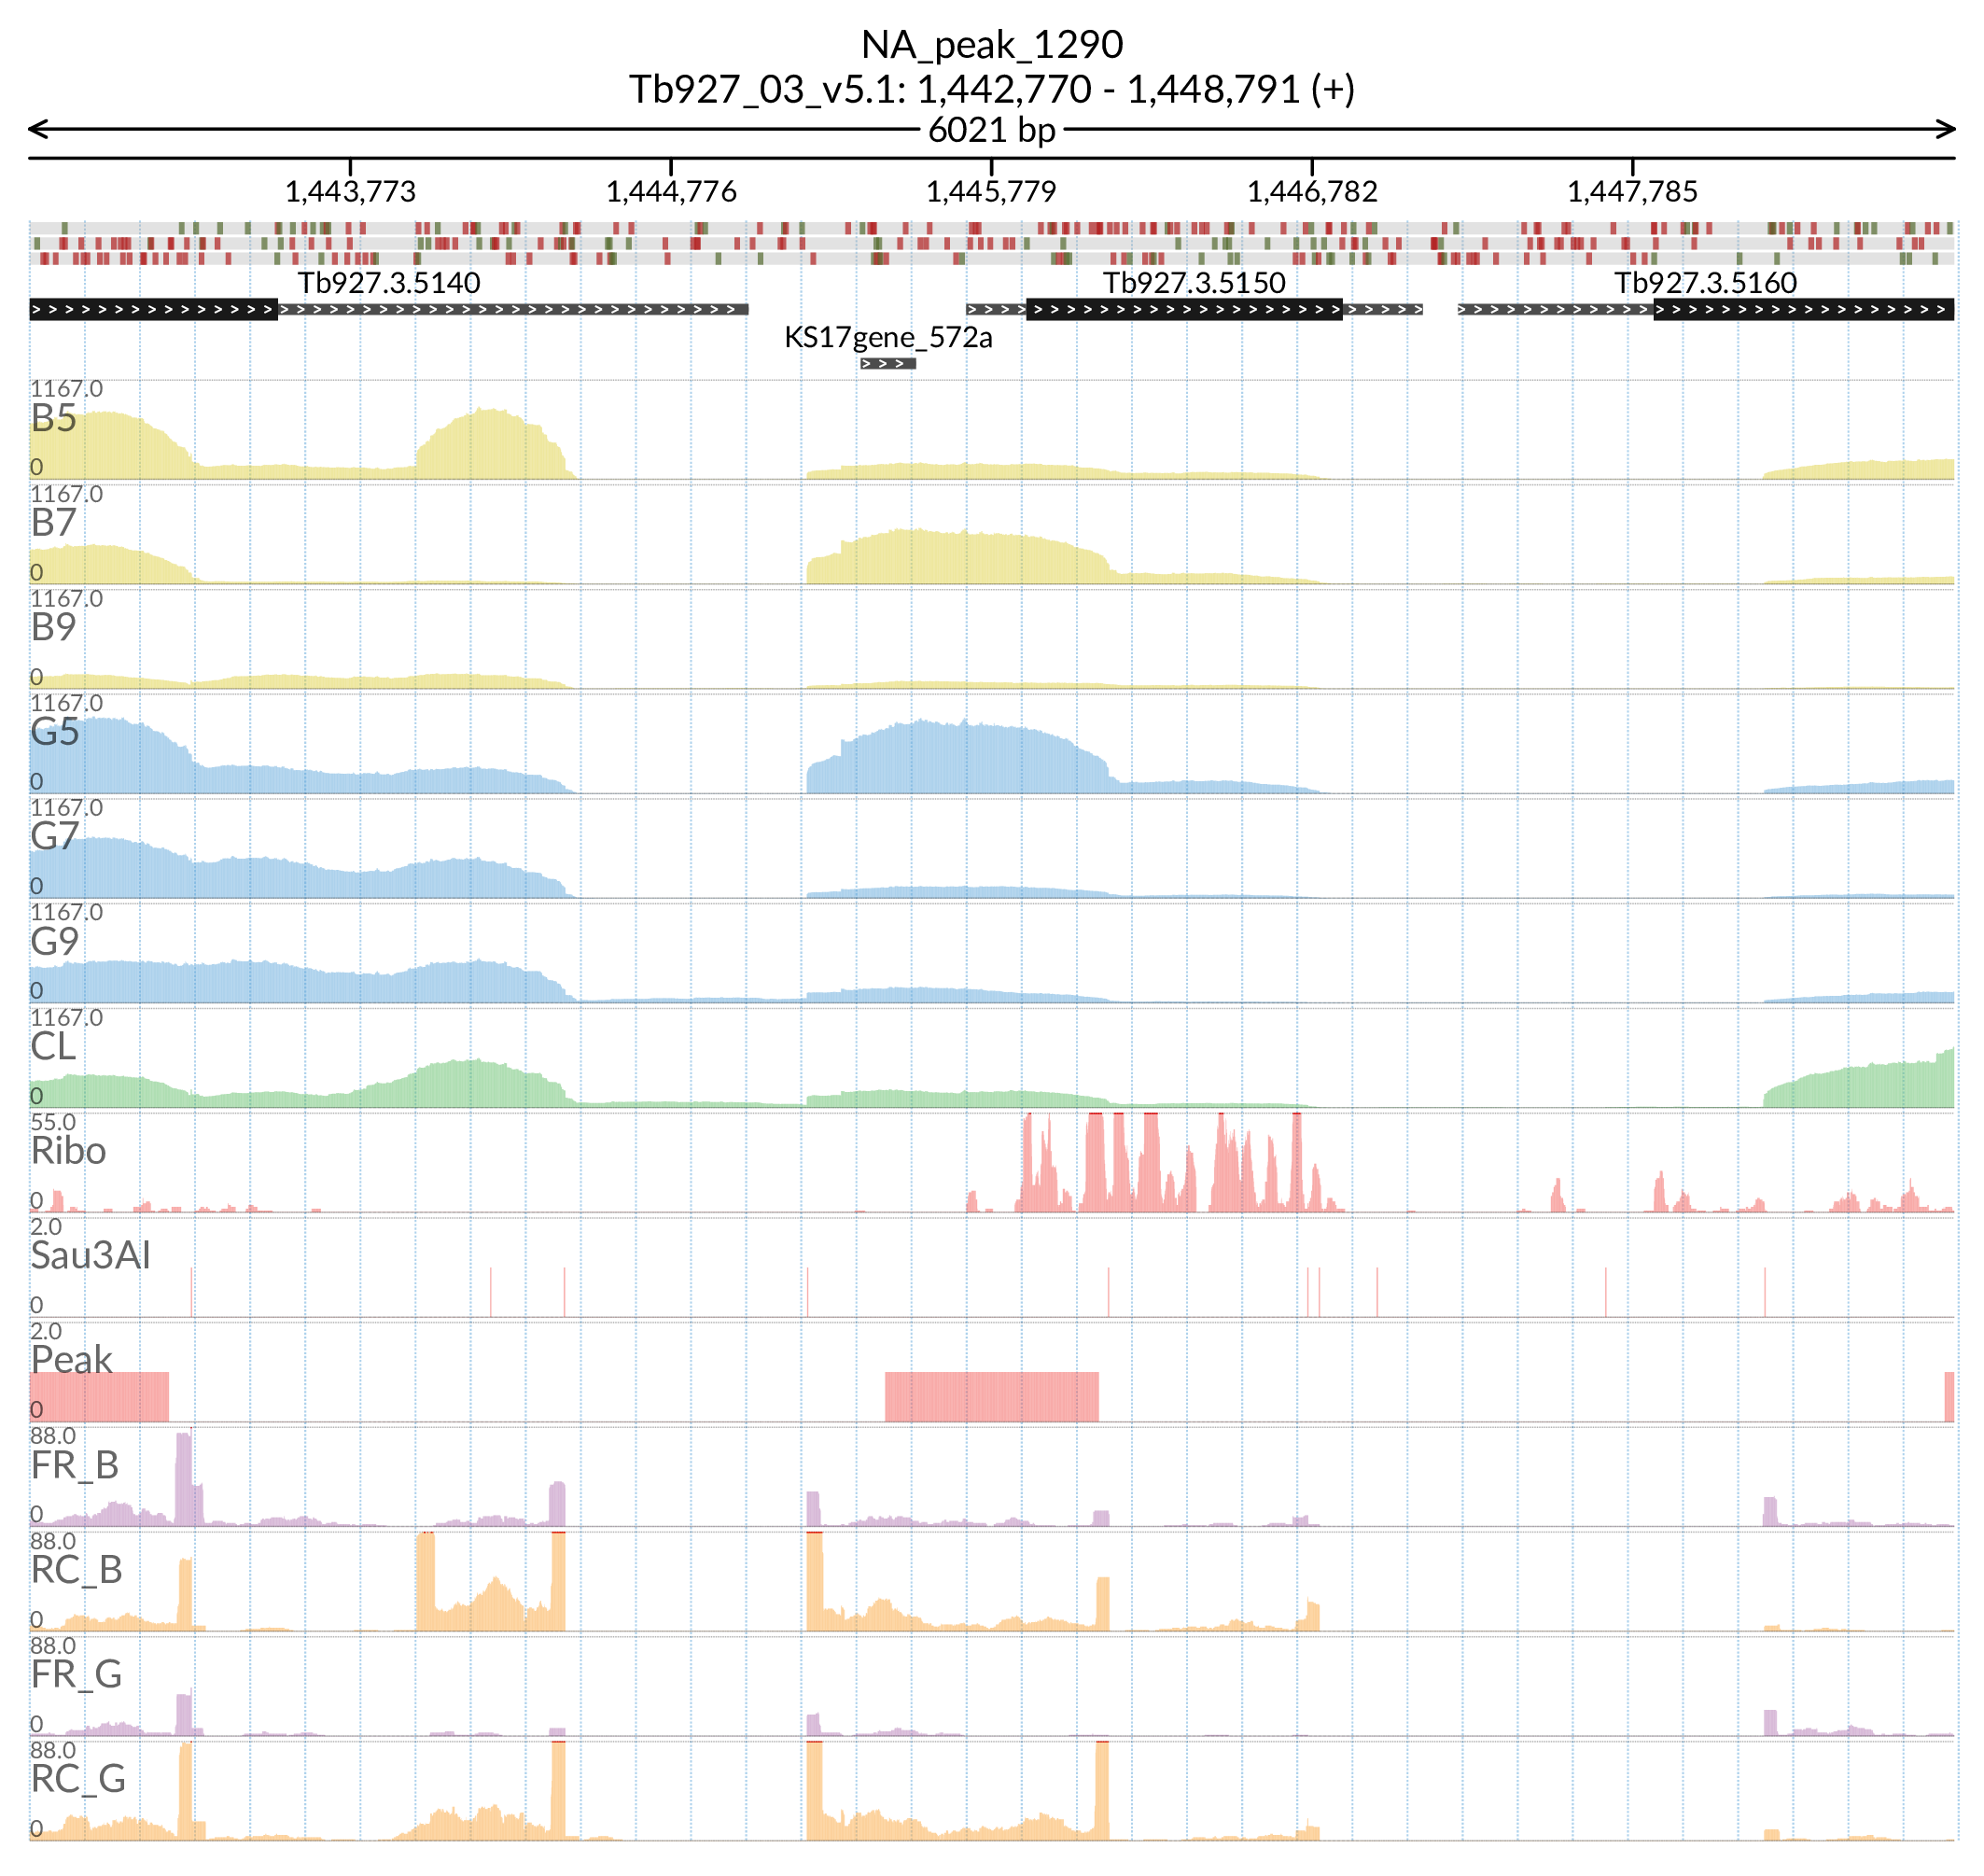 NA_peak_1290
Tb927_03_v5.1: 1,442,770 - 1,448,791 (+)
6021 bp
1,443,773 1,444,776 1,445,779 1,446,782 1,447,785
Tb927.3.5140 Tb927.3.5150 Tb927.3.5160
KS17gene_572a
1167.0
B5
0
1167.0
B7
0
1167.0
B9
0
1167.0
G5
0
1167.0
G7
0
1167.0
G9
0
1167.0
CL
0
55.0
Ribo
0
2.0
Sau3AI
0
2.0
Peak
0
88.0
FR_B
0
88.0
RC_B
0
88.0
FR_G
0
88.0
RC_G
0